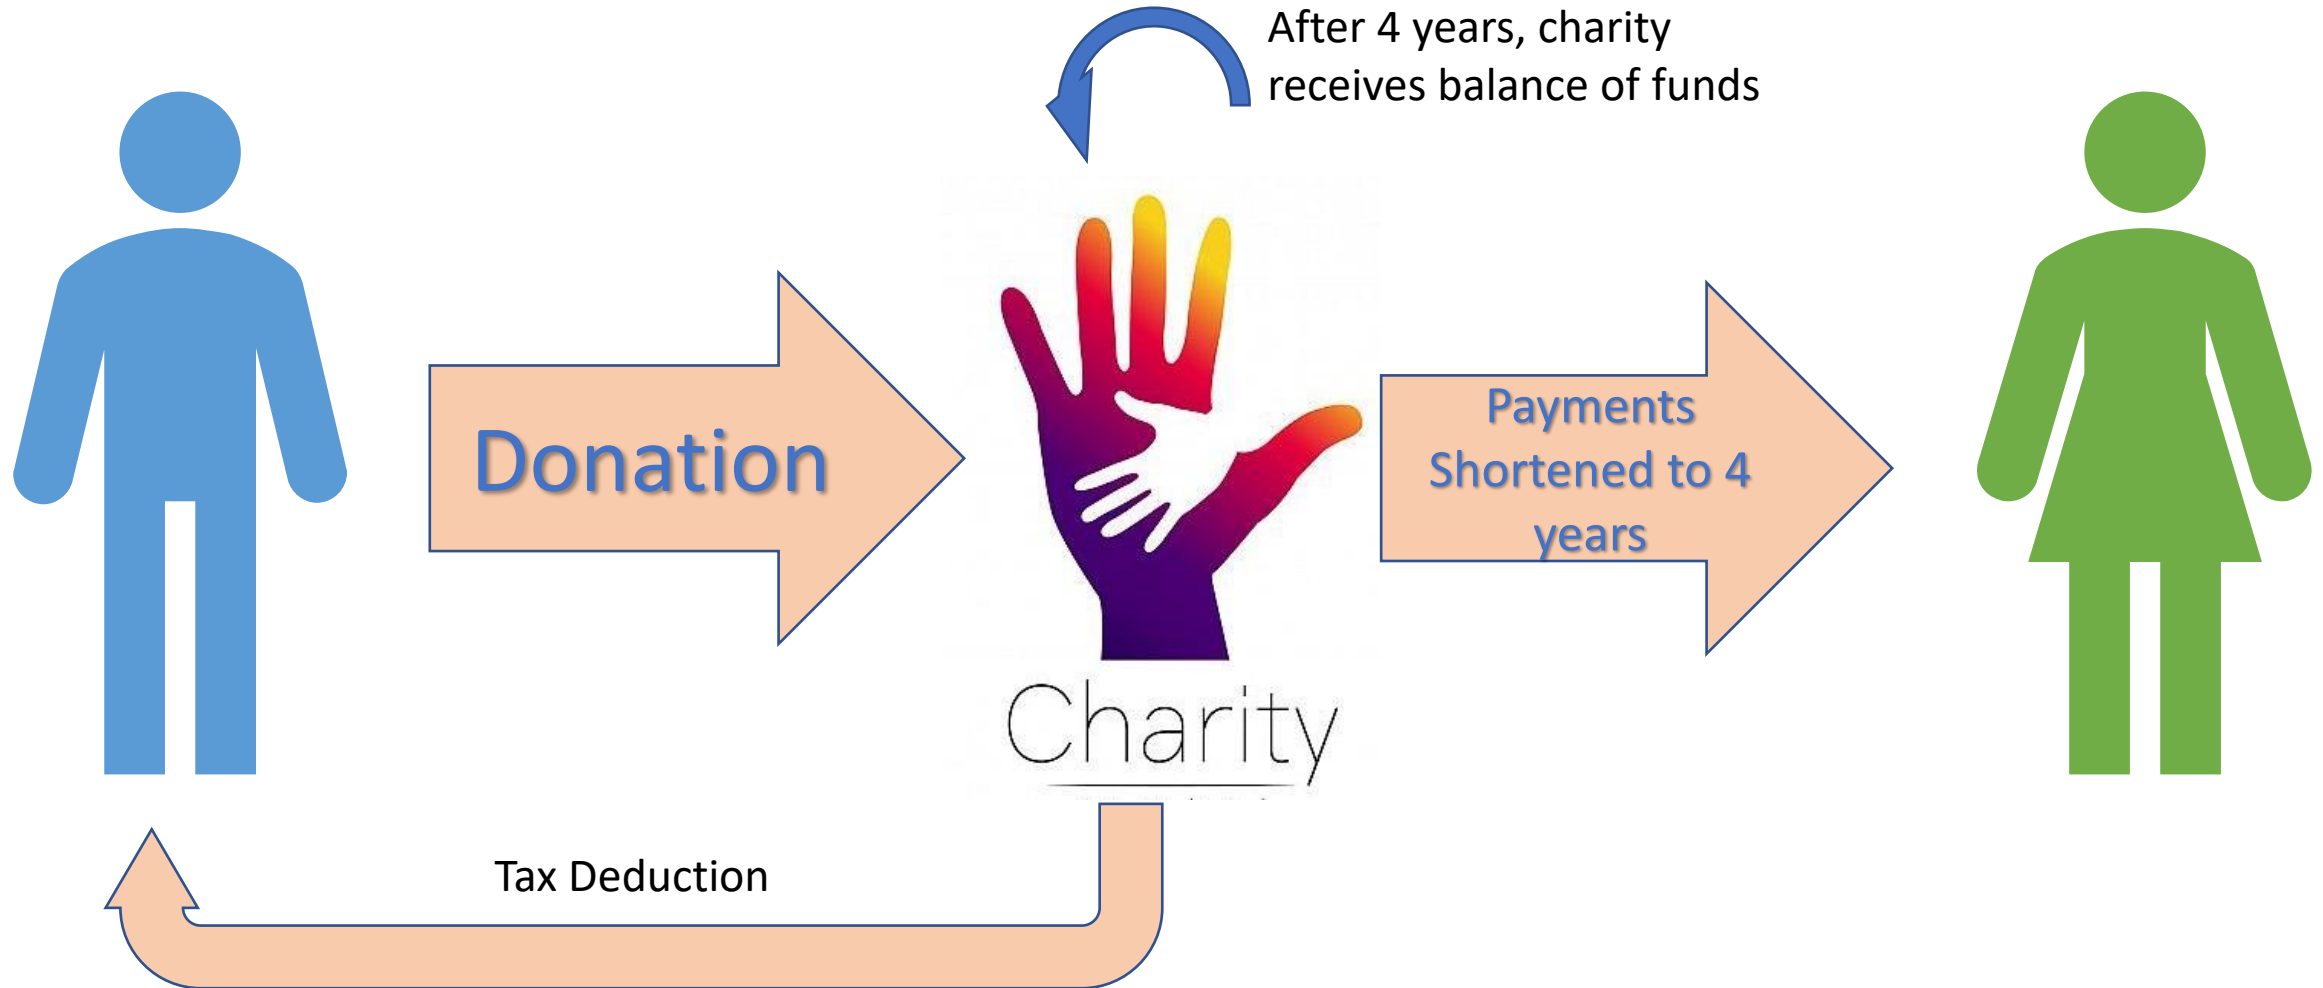 After 4 years, charity
receives balance of funds
Donation
Payments
Shortened to 4
years
Charity
Tax Deduction